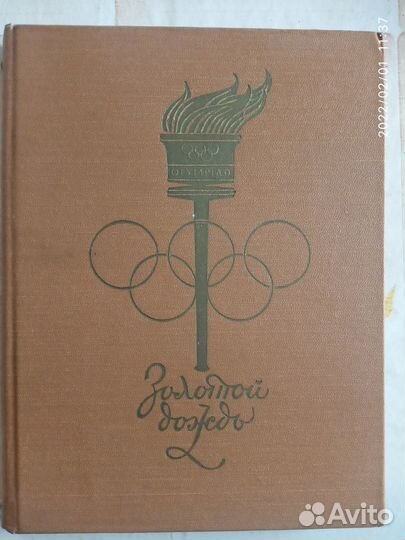 2022/02/01 11:37
OLYMPIAD
Золотой
дождь
Avito